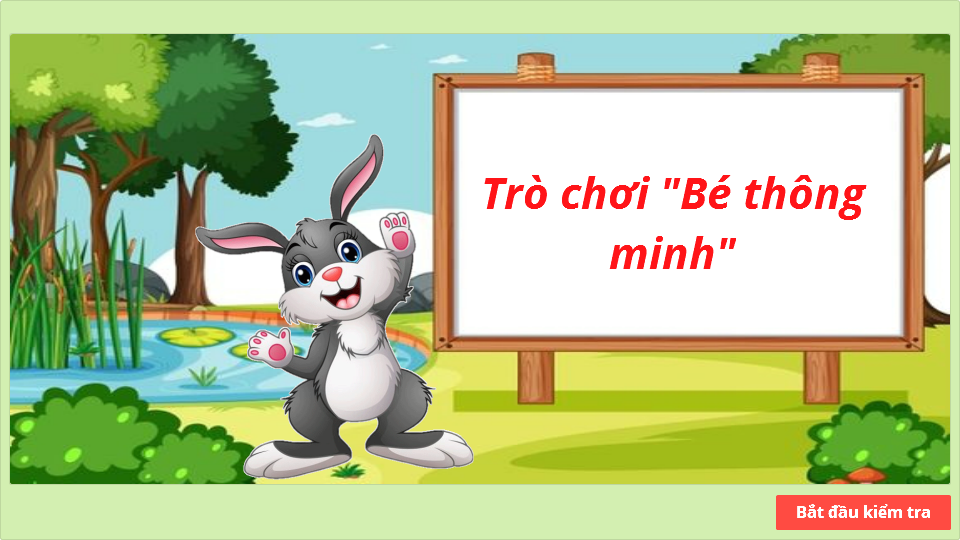 Trò chơi "Bé thông
minh"
Bắt đầu kiểm tra